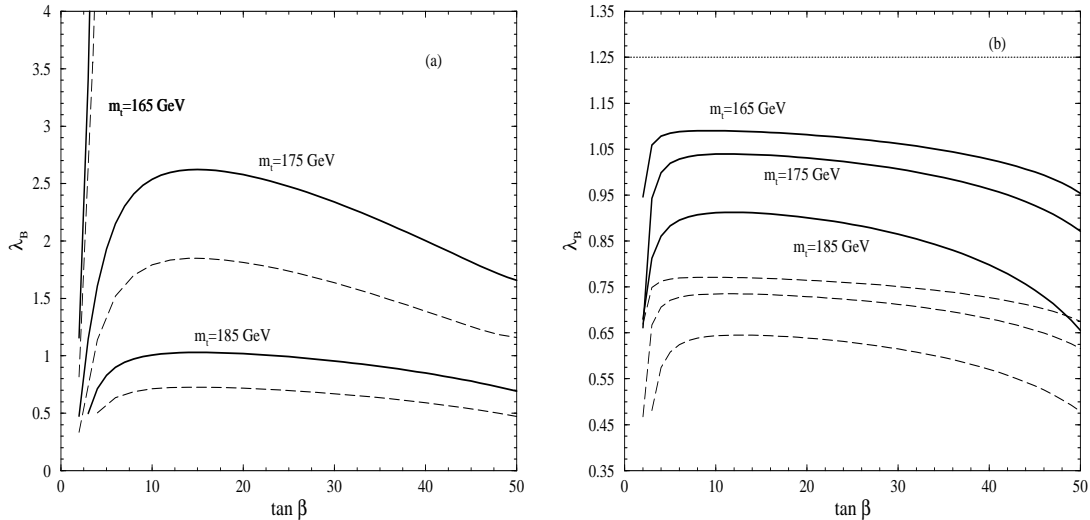 4
3.5
3
2.5
2
1.5
1
0.5
0
λB
(a)
mt=165 GeV
mt=175 GeV
mt=185 GeV
0 10 20 30 40 50
tan β
1.35
1.25
1.15
1.05
0.95
0.85
0.75
0.65
0.55
0.45
0.35
λB
(b)
mt=165 GeV
mt=175 GeV
mt=185 GeV
0 10 20 30 40 50
tan β